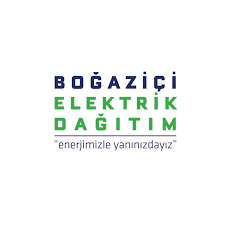 BOĞAZİÇİ
ELEKTRİK
DAĞITIM
“enerjimizle yanınızdayız”